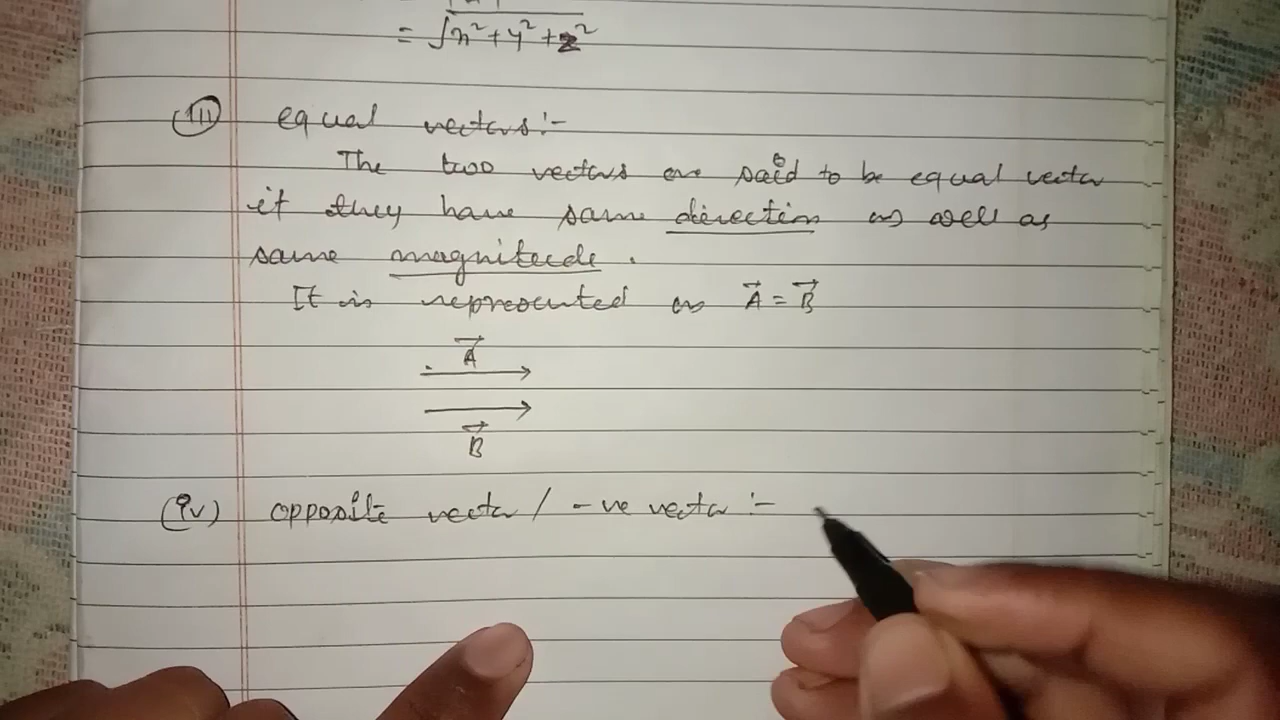 = √x²+y²+z²
(iii) equal vectors:-
The two vectors are said to be equal vector
if they have same direction as well as
same magnitude.
It is represented as A⃗ = B⃗
A⃗
B⃗
(iv) opposite vector / -ve vector :-